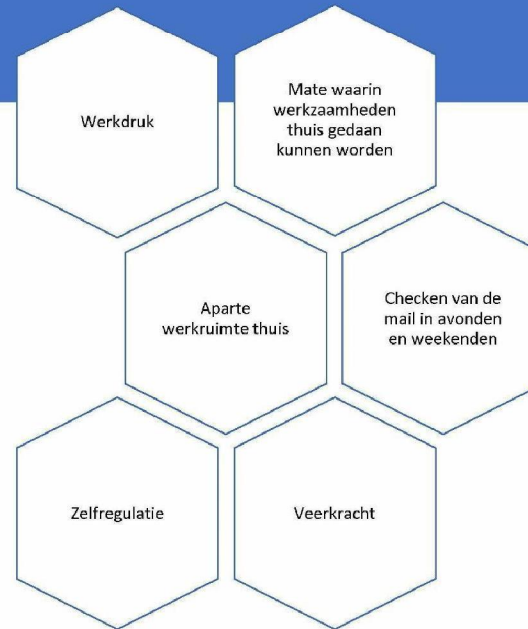 Werkdruk
Mate waarin
werkzaamheden
thuis gedaan
kunnen worden
Aparte
werkruimte thuis
Checken van de
mail in avonden
en weekenden
Zelfregulatie
Veerkracht